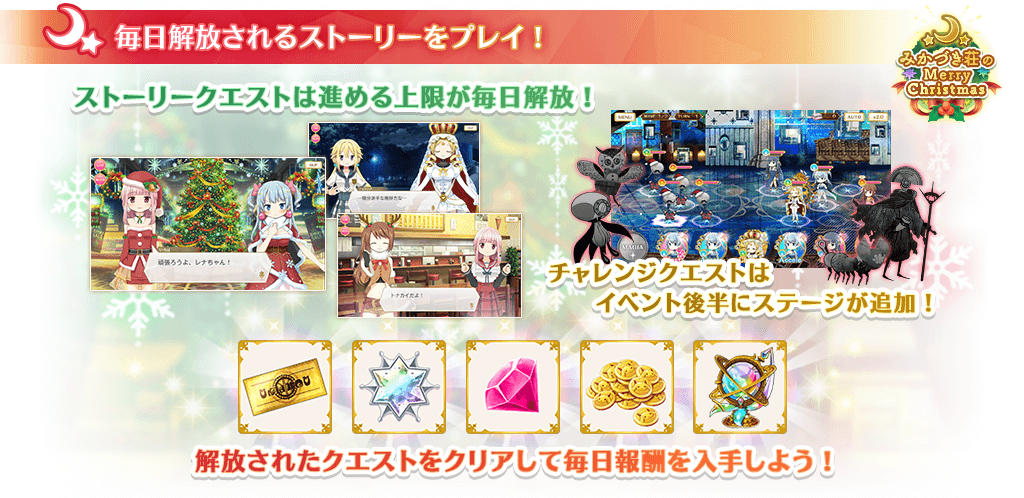 毎日解放されるストーリーをプレイ！
みかづき荘の
Merry
Christmas
ストーリークエストは進める上限が毎日解放！
頑張ろうよ、レナちゃん！
トナカイだよ！
MENU
AUTO
x2.0
MAGIA
チャレンジクエストは
イベント後半にステージが追加！
解放されたクエストをクリアして毎日報酬を入手しよう！